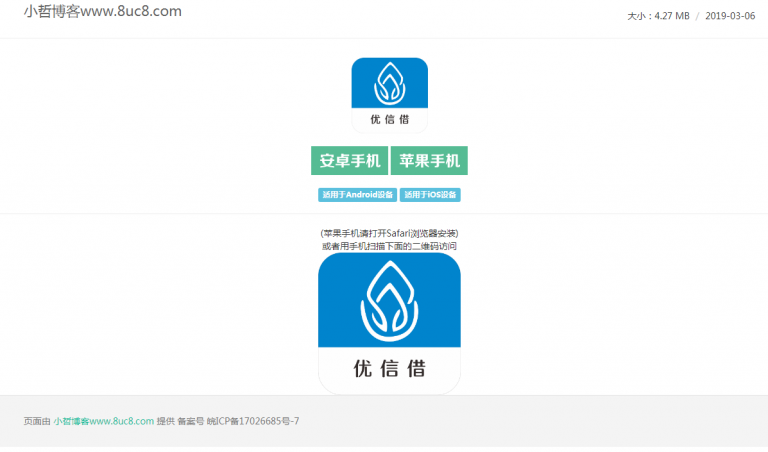 小哲博客www.8uc8.com
大小：4.27 MB / 2019-03-06
优信借
安卓手机 苹果手机
适用于Android设备 适用于iOS设备
(苹果手机请打开Safari浏览器安装)
或者用手机扫描下面的二维码访问
优信借
页面由 小哲博客www.8uc8.com 提供 备案号 皖ICP备17026685号-7